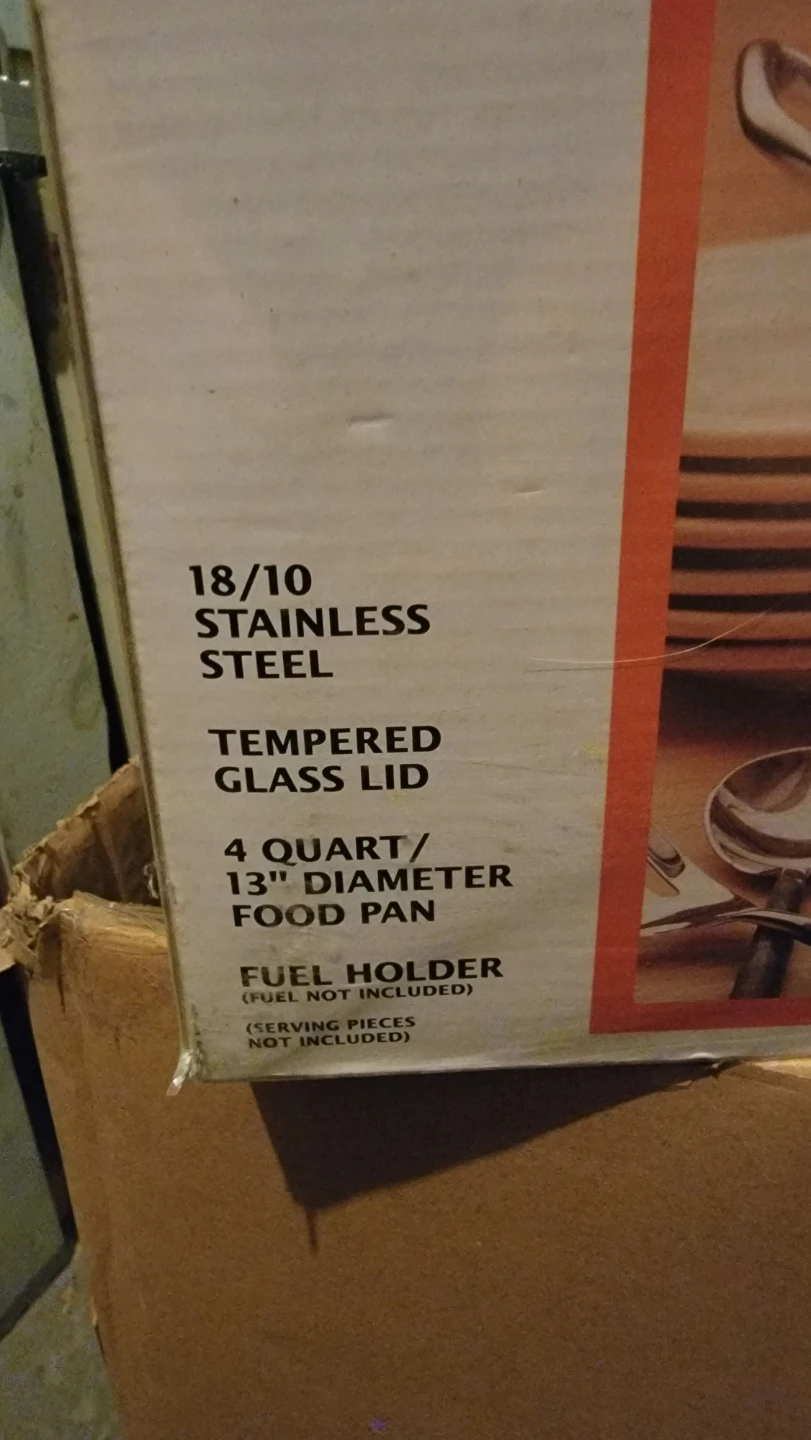 18/10
STAINLESS
STEEL
TEMPERED
GLASS LID
4 QUART/
13" DIAMETER
FOOD PAN
FUEL HOLDER
(FUEL NOT INCLUDED)
(SERVING PIECES
NOT INCLUDED)